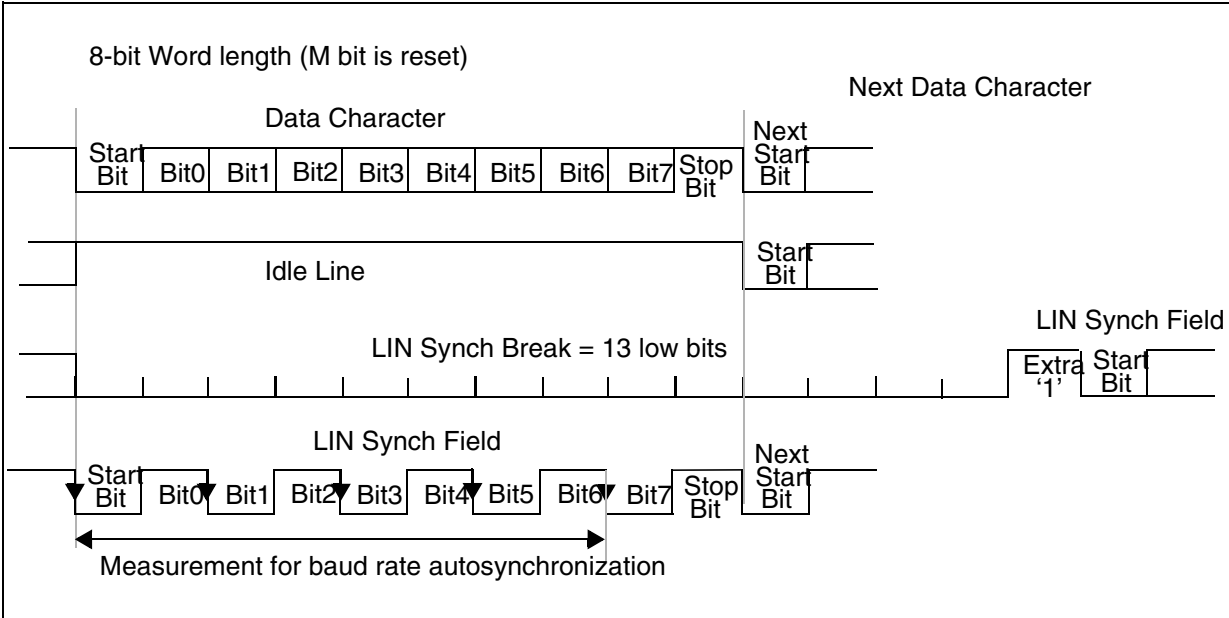 8-bit Word length (M bit is reset)
Next Data Character
Data Character
Start Bit Bit0 Bit1 Bit2 Bit3 Bit4 Bit5 Bit6 Bit7 Stop Bit Next Start Bit
Idle Line
Start Bit
LIN Synch Field
LIN Synch Break = 13 low bits
Extra ‘1’ Start Bit
LIN Synch Field
Start Bit Bit0 Bit1 Bit2 Bit3 Bit4 Bit5 Bit6 Bit7 Stop Bit Next Start Bit
Measurement for baud rate autosynchronization